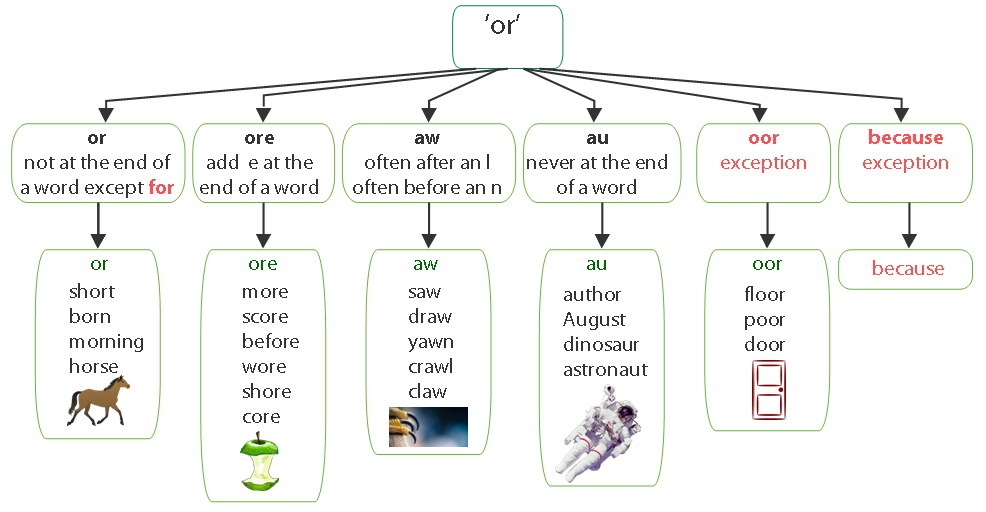 ‘or‘
or
not at the end of
a word except for
ore
add e at the
end of a word
aw
often after an l
often before an n
au
never at the end
of a word
oor
exception
because
exception
or
short
born
morning
horse
ore
more
score
before
wore
shore
core
aw
saw
draw
yawn
crawl
claw
au
author
August
dinosaur
astronaut
oor
floor
poor
door
because